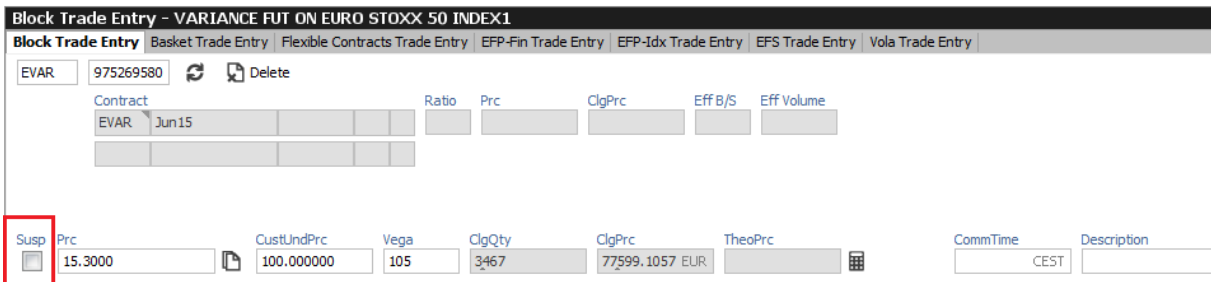 Block Trade Entry - VARIANCE FUT ON EURO STOXX 50 INDEX1
Block Trade Entry Basket Trade Entry Flexible Contracts Trade Entry EFP-Fin Trade Entry EFP-Idx Trade Entry EFS Trade Entry Vola Trade Entry
EVAR 975269580 Delete
Contract Ratio Prc ClgPrc Eff B/S Eff Volume
EVAR Jun15
Susp Prc CustUndPrc Vega ClgQty ClgPrc TheoPrc CommTime Description
15.3000 100.000000 105 3467 77599.1057 EUR CEST